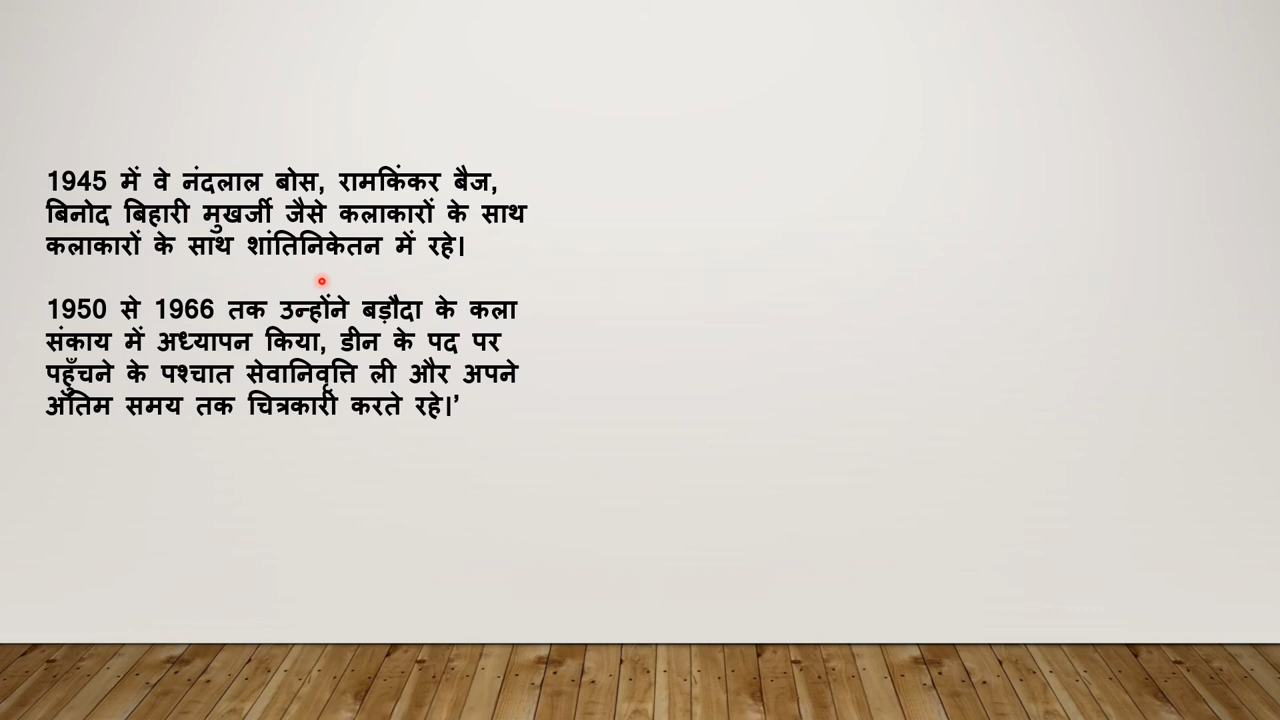 1945 में वे नंदलाल बोस, रामकिंकर बैज,
बिनोद बिहारी मुखर्जी जैसे कलाकारों के साथ
कलाकारों के साथ शांतिनिकेतन में रहे।
1950 से 1966 तक उन्होंने बड़ौदा के कला
संकाय में अध्यापन किया, डीन के पद पर
पहुँचने के पश्चात सेवानिवृत्ति ली और अपने
अंतिम समय तक चित्रकारी करते रहे।’